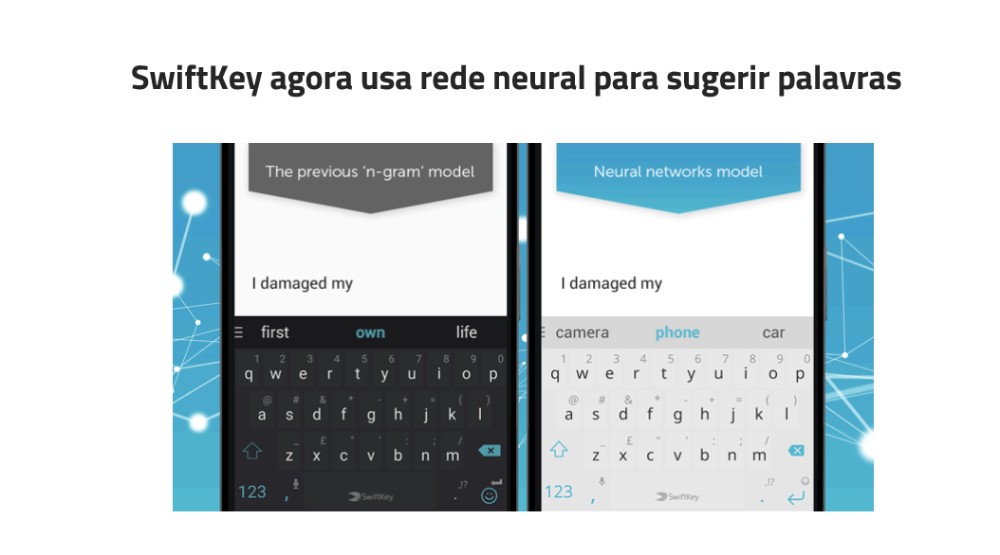 SwiftKey agora usa rede neural para sugerir palavras
The previous ‘n-gram’ model
I damaged my
first own life
1 2 3 4 5 6 7 8 9 0
q w e r t y u i o p
@ # & * - + = ( )
a s d f g h j k l
_ £ " ' : ; /
z x c v b n m
123 , SwiftKey . ,!?
Neural networks model
I damaged my
camera phone car
1 2 3 4 5 6 7 8 9 0
q w e r t y u i o p
@ # & * - + = ( )
a s d f g h j k l
_ £ " ' : ; /
z x c v b n m
123 , SwiftKey . ,!?